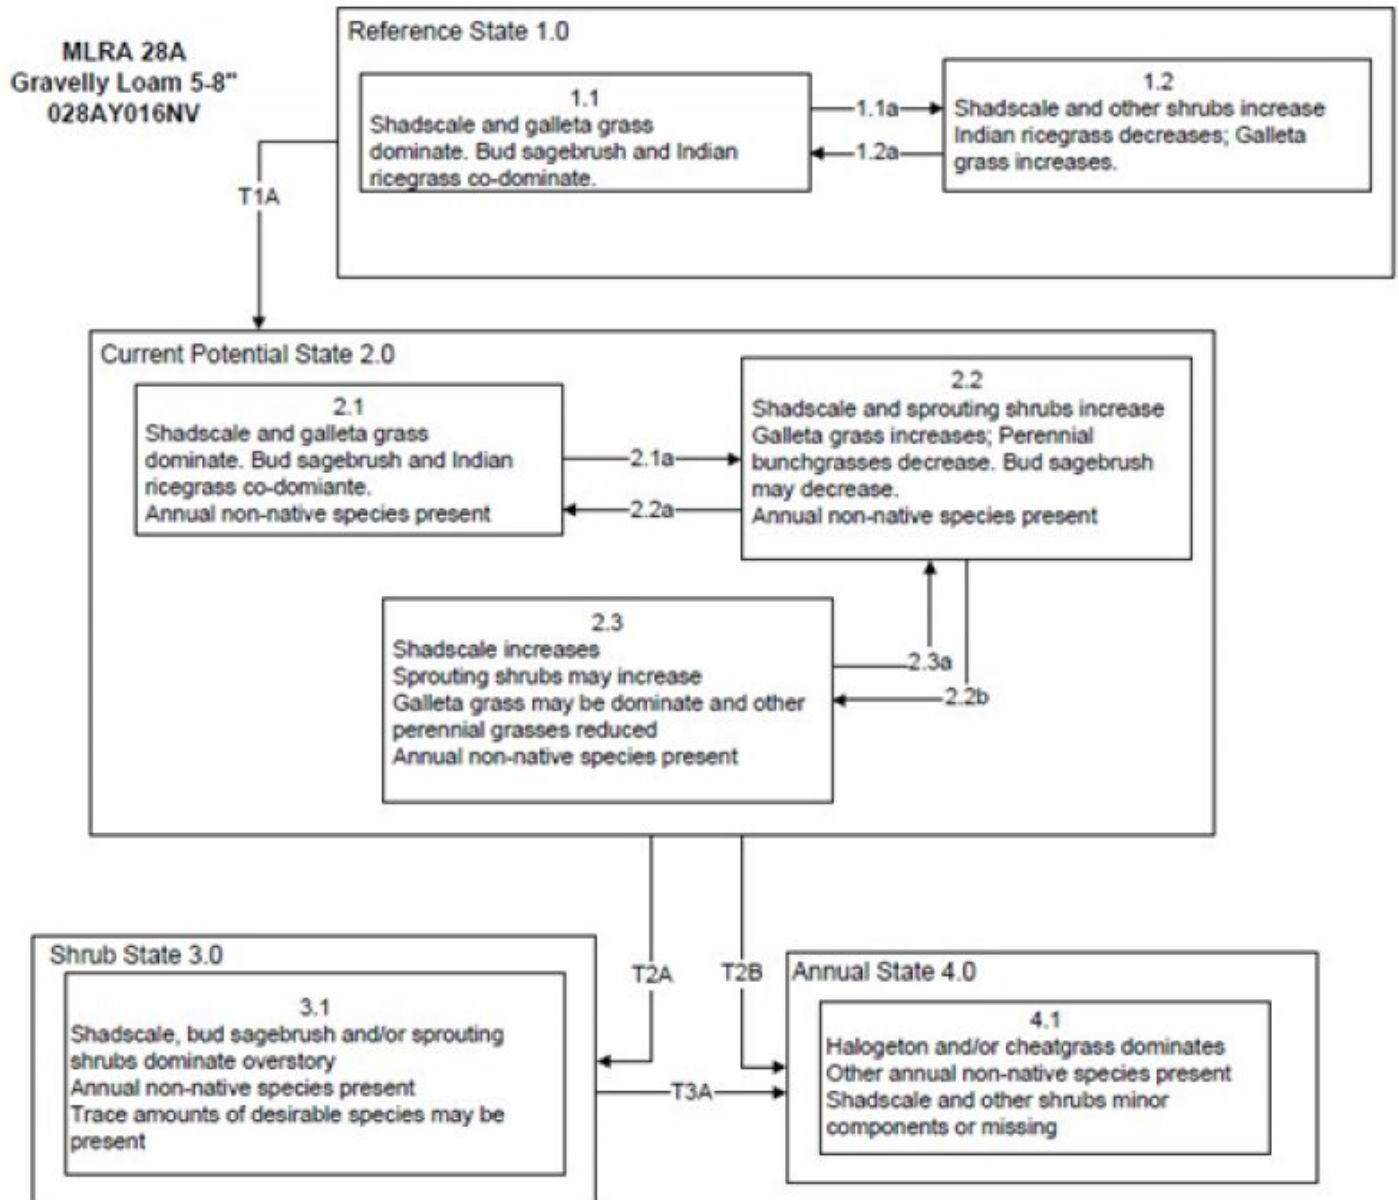 MLRA 28A
Gravelly Loam 5-8"
028AY016NV
Reference State 1.0
1.1
Shadscale and galleta grass
dominate. Bud sagebrush and Indian
ricegrass co-dominate.
1.1a
1.2a
1.2
Shadscale and other shrubs increase
Indian ricegrass decreases; Galleta
grass increases.
T1A
Current Potential State 2.0
2.1
Shadscale and galleta grass
dominate. Bud sagebrush and Indian
ricegrass co-domiante.
Annual non-native species present
2.1a
2.2a
2.2
Shadscale and sprouting shrubs increase
Galleta grass increases; Perennial
bunchgrasses decrease. Bud sagebrush
may decrease.
Annual non-native species present
2.3
Shadscale increases
Sprouting shrubs may increase
Galleta grass may be dominate and other
perennial grasses reduced
Annual non-native species present
2.3a
2.2b
T2A
T2B
Shrub State 3.0
3.1
Shadscale, bud sagebrush and/or sprouting
shrubs dominate overstory
Annual non-native species present
Trace amounts of desirable species may be
present
T3A
Annual State 4.0
4.1
Halogeton and/or cheatgrass dominates
Other annual non-native species present
Shadscale and other shrubs minor
components or missing